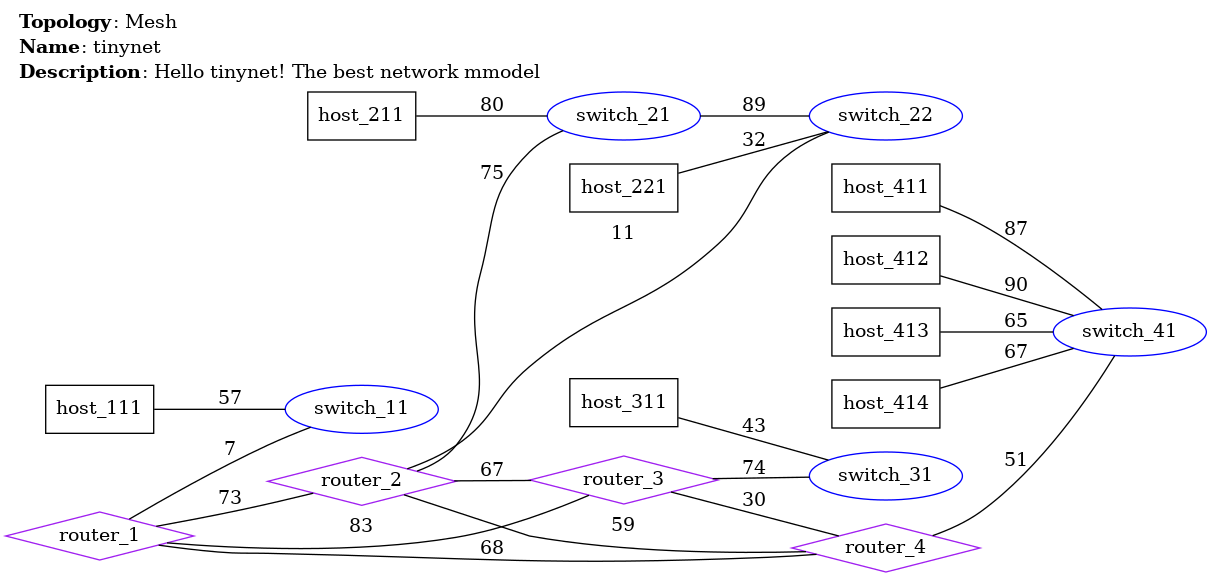 Topology: Mesh
Name: tinynet
Description: Hello tinynet! The best network mmodel
host_211
80
switch_21
89
switch_22
32
75
host_221
host_411
11
87
host_412
90
host_413
65
switch_41
67
host_111
57
switch_11
host_311
host_414
43
7
router_2
67
router_3
74
switch_31
51
73
30
router_1
83
59
68
router_4